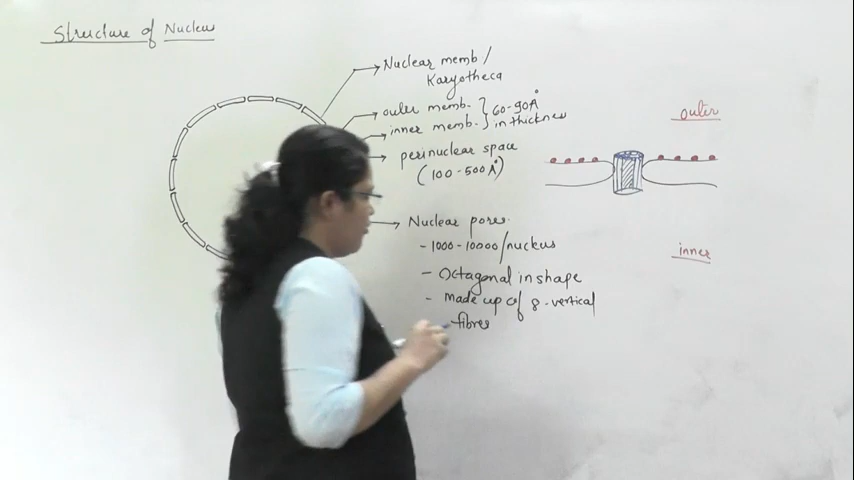 Structure of Nucleus
Nuclear memb/
Karyotheca
outer memb. } 60-90Å
inner memb. } in thickness
perinuclear space
(100-500Å)
Nuclear pores.
- 1000-10000/nucleus
- Octagonal in shape
- made up of 8-vertical
fibres
outer
inner